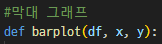 #막대 그래프
def barplot(df, x, y):